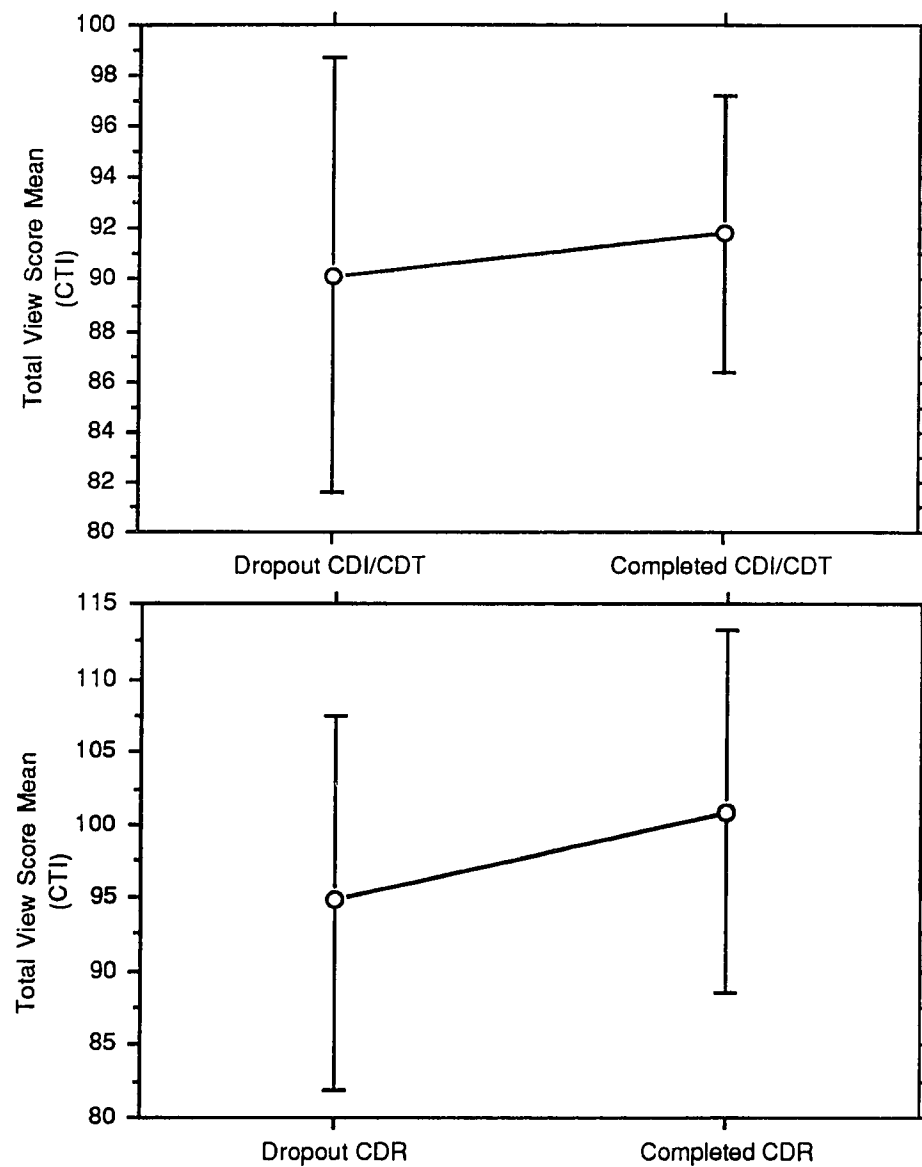 Total View Score Mean
(CTI)
100
98
96
94
92
90
88
86
84
82
80
Dropout CDI/CDT
Completed CDI/CDT
Total View Score Mean
(CTI)
115
110
105
100
95
90
85
80
Dropout CDR
Completed CDR